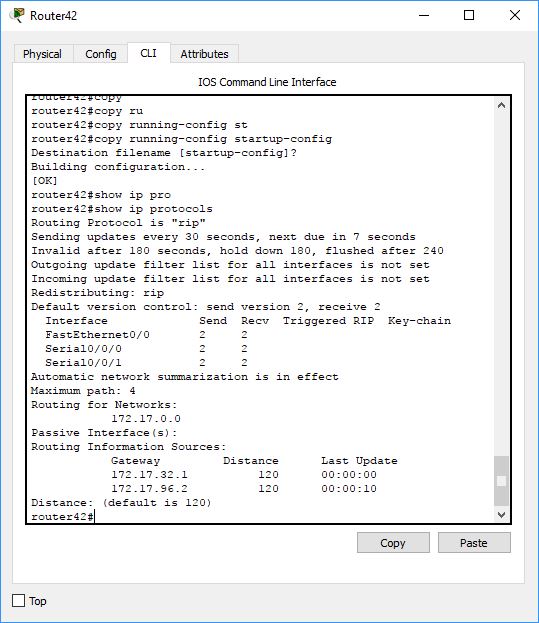 Router42
Physical Config CLI Attributes
IOS Command Line Interface
router42#copy
router42#copy ru
router42#copy running-config st
router42#copy running-config startup-config
Destination filename [startup-config]?
Building configuration...
[OK]
router42#show ip pro
router42#show ip protocols
Routing Protocol is "rip"
Sending updates every 30 seconds, next due in 7 seconds
Invalid after 180 seconds, hold down 180, flushed after 240
Outgoing update filter list for all interfaces is not set
Incoming update filter list for all interfaces is not set
Redistributing: rip
Default version control: send version 2, receive 2
Interface Send Recv Triggered RIP Key-chain
FastEthernet0/0 2 2
Serial0/0/0 2 2
Serial0/0/1 2 2
Automatic network summarization is in effect
Maximum path: 4
Routing for Networks:
172.17.0.0
Passive Interface(s):
Routing Information Sources:
Gateway Distance Last Update
172.17.32.1 120 00:00:00
172.17.96.2 120 00:00:10
Distance: (default is 120)
router42#
Copy Paste
Top